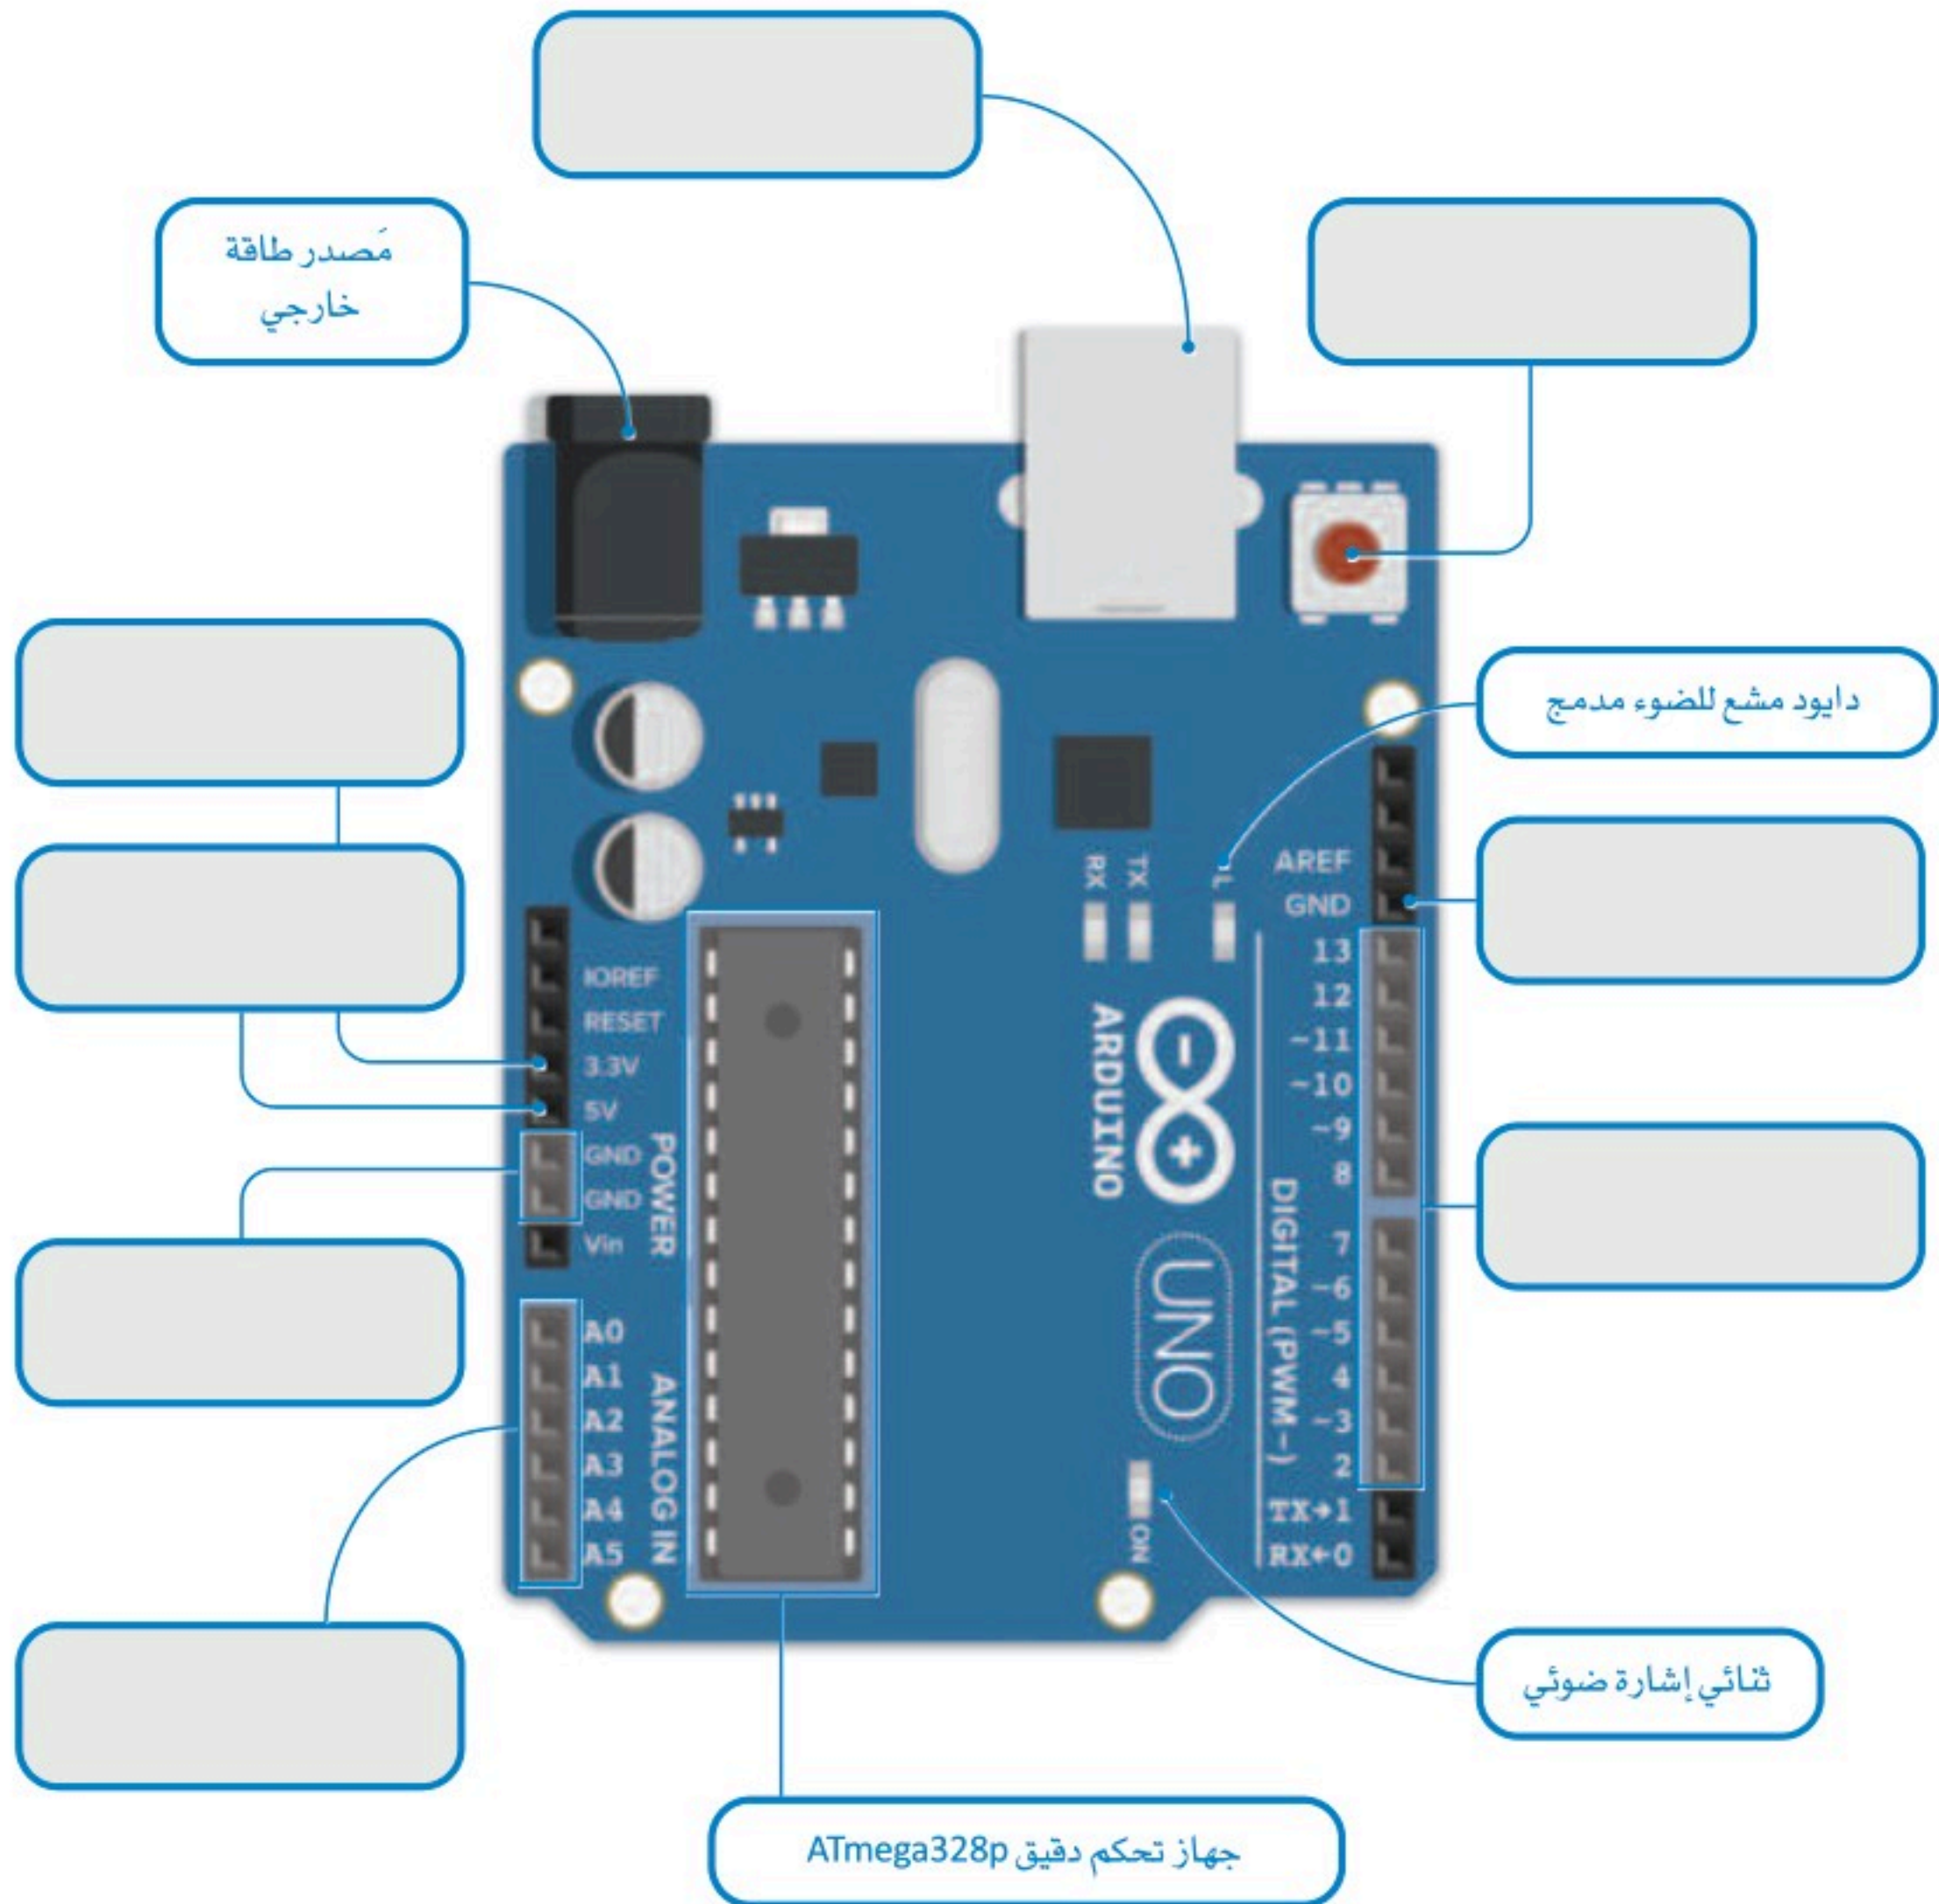 مَصدر طاقة
خارجي
دايود مشع للضوء مدمج
RX
TX
L
AREF
GND
13
12
~11
~10
~9
8
7
~6
~5
4
~3
2
TX→1
RX←0
DIGITAL (PWM~)
IOREF
RESET
3.3V
5V
GND
GND
Vin
POWER
A0
A1
A2
A3
A4
A5
ANALOG IN
ARDUINO
UNO
ON
ثنائي إشارة ضوئي
جهاز تحكم دقيق ATmega328p